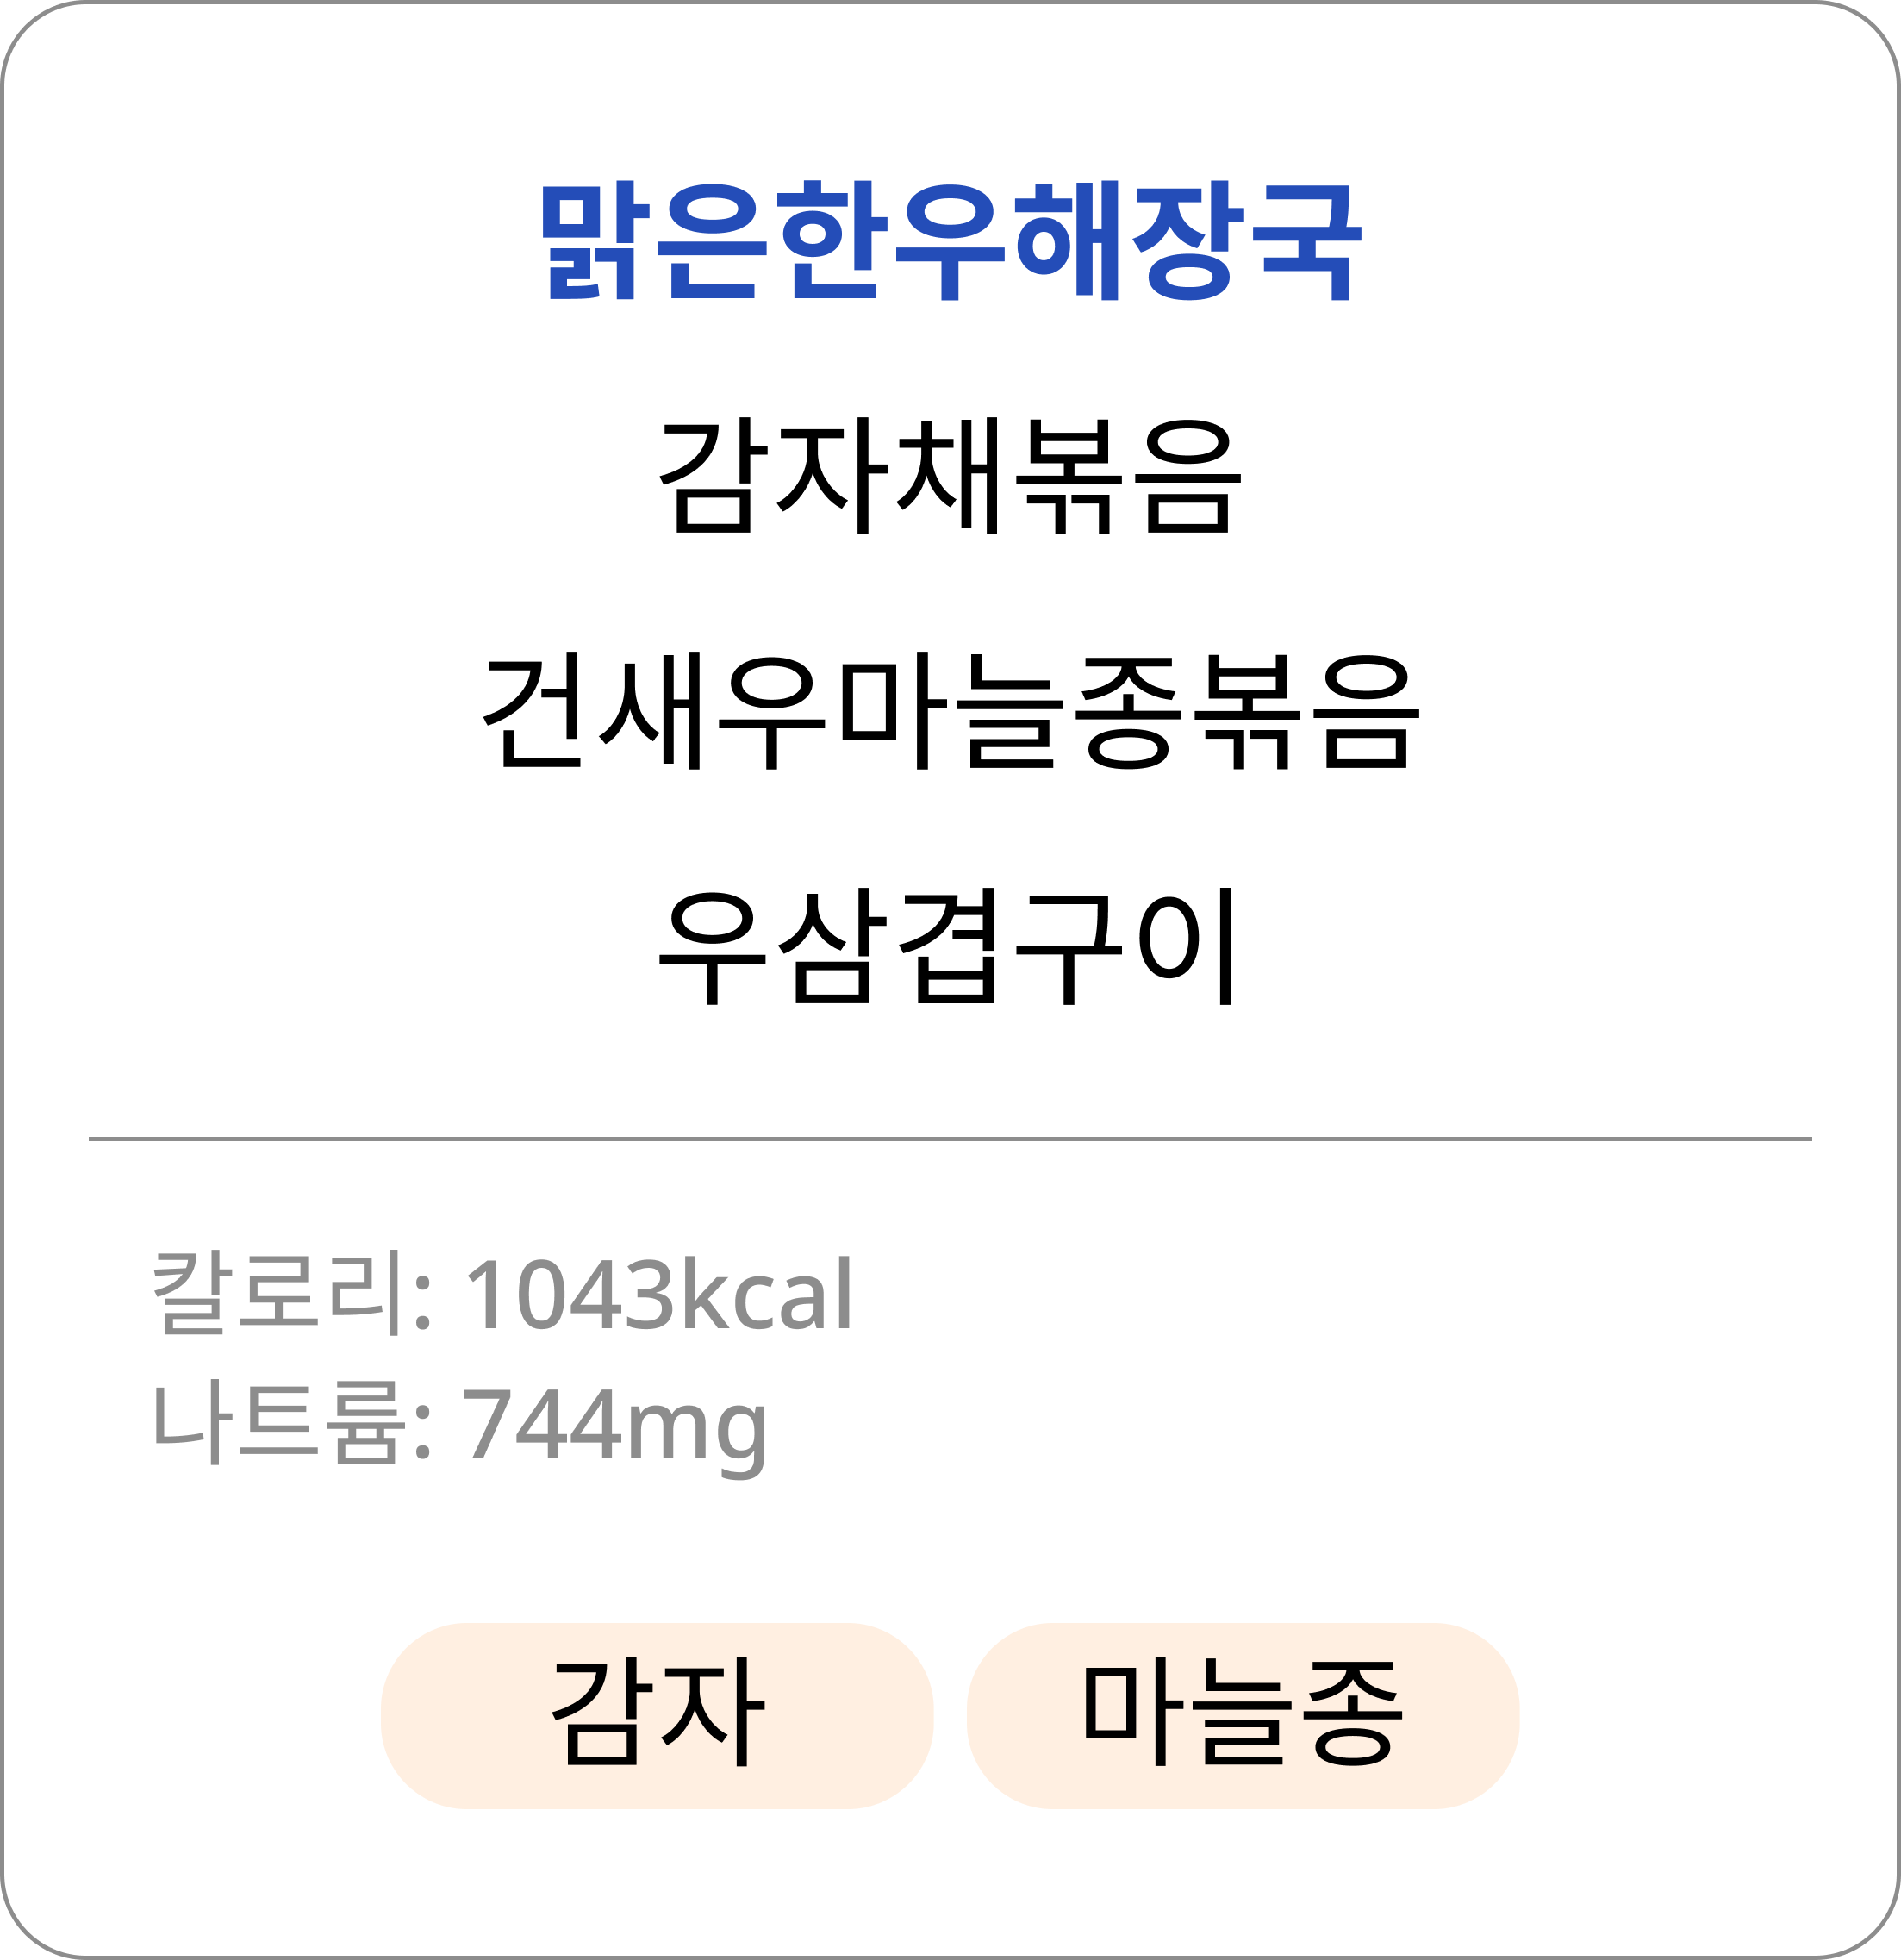 맑은한우해장국
감자채볶음
건새우마늘종볶음
우삼겹구이
칼로리: 1043kcal
나트륨: 744mg
감자
마늘종